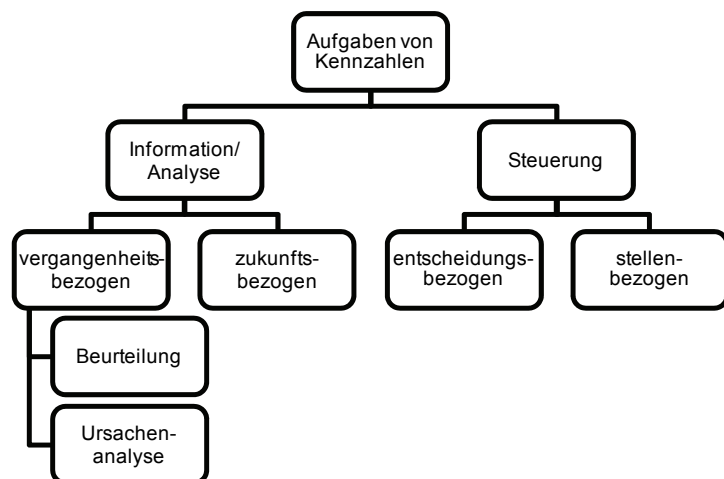 Aufgaben von
Kennzahlen
Information/
Analyse
Steuerung
vergangenheits-
bezogen
zukunfts-
bezogen
entscheidungs-
bezogen
stellen-
bezogen
Beurteilung
Ursachen-
analyse